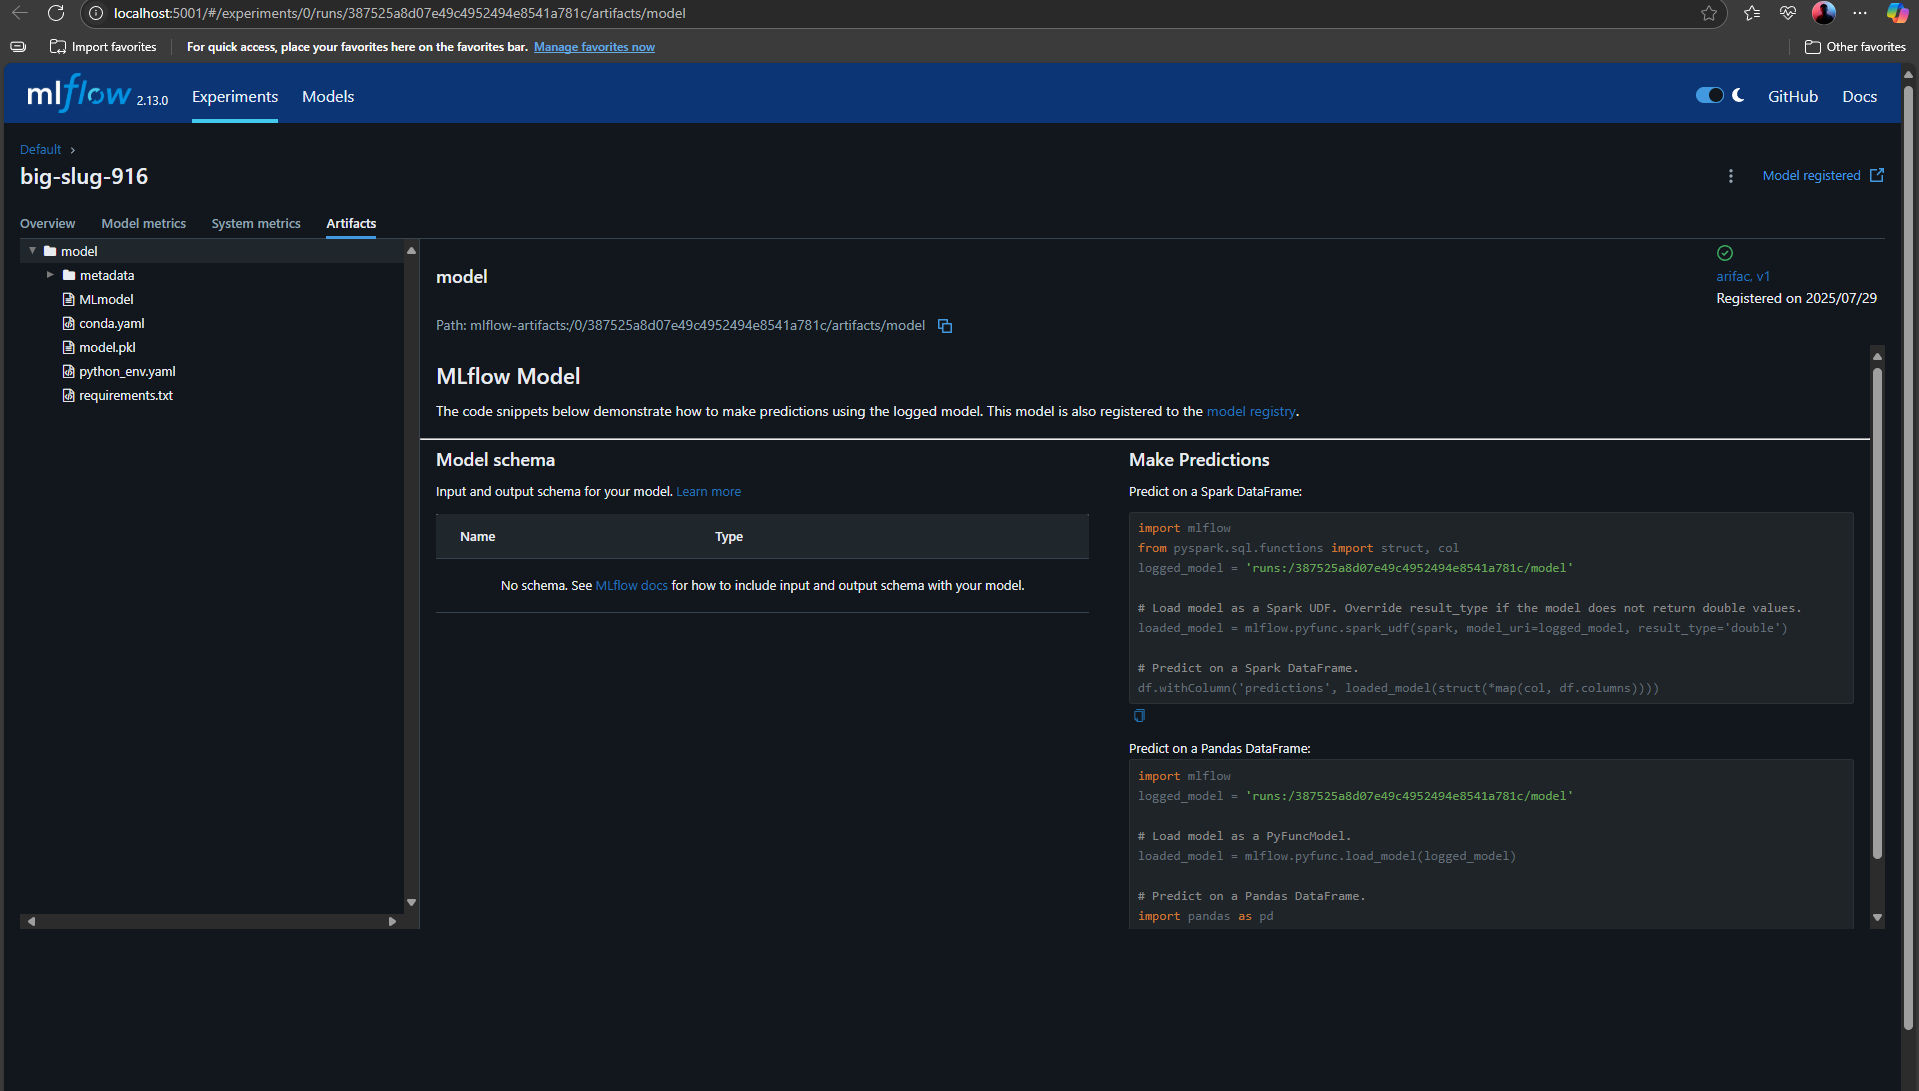 localhost:5001/#/experiments/0/runs/387525a8d07e49c4952494e8541a781c/artifacts/model
Import favorites
For quick access, place your favorites here on the favorites bar. Manage favorites now
Other favorites
mlflow 2.13.0 Experiments Models GitHub Docs
Default
big-slug-916
Model registered
Overview Model metrics System metrics Artifacts
model
metadata
MLmodel
conda.yaml
model.pkl
python_env.yaml
requirements.txt
model
arifac, v1
Registered on 2025/07/29
Path: mlflow-artifacts:/0/387525a8d07e49c4952494e8541a781c/artifacts/model
MLflow Model
The code snippets below demonstrate how to make predictions using the logged model. This model is also registered to the model registry.
Model schema
Input and output schema for your model. Learn more
Name Type
No schema. See MLflow docs for how to include input and output schema with your model.
Make Predictions
Predict on a Spark DataFrame:
import mlflow
from pyspark.sql.functions import struct, col
logged_model = 'runs:/387525a8d07e49c4952494e8541a781c/model'
# Load model as a Spark UDF. Override result_type if the model does not return double values.
loaded_model = mlflow.pyfunc.spark_udf(spark, model_uri=logged_model, result_type='double')
# Predict on a Spark DataFrame.
df.withColumn('predictions', loaded_model(struct(*map(col, df.columns))))
Predict on a Pandas DataFrame:
import mlflow
logged_model = 'runs:/387525a8d07e49c4952494e8541a781c/model'
# Load model as a PyFuncModel.
loaded_model = mlflow.pyfunc.load_model(logged_model)
# Predict on a Pandas DataFrame.
import pandas as pd